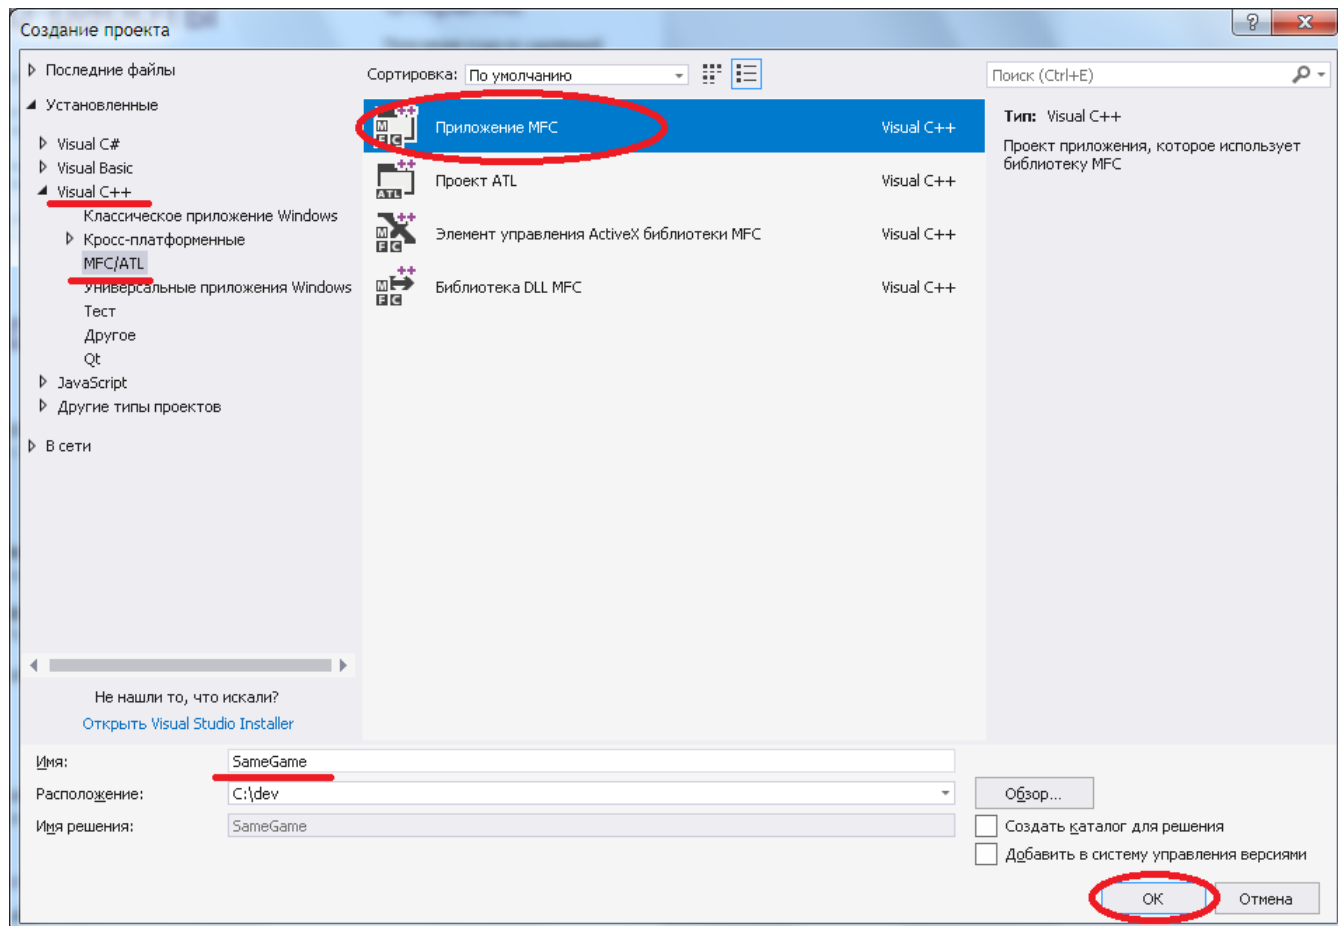 Создание проекта
Последние файлы
Сортировка: По умолчанию
Поиск (Ctrl+E)
Установленные
Visual C#
Visual Basic
Visual C++
Классическое приложение Windows
Кросс-платформенные
MFC/ATL
Универсальные приложения Windows
Тест
Другое
Qt
JavaScript
Другие типы проектов
В сети
Приложение MFC Visual C++
Проект ATL Visual C++
Элемент управления ActiveX библиотеки MFC Visual C++
Библиотека DLL MFC Visual C++
Тип: Visual C++
Проект приложения, которое использует
библиотеку MFC
Не нашли то, что искали?
Открыть Visual Studio Installer
Имя: SameGame
Расположение: C:\dev
Обзор...
Имя решения: SameGame
Создать каталог для решения
Добавить в систему управления версиями
OK
Отмена